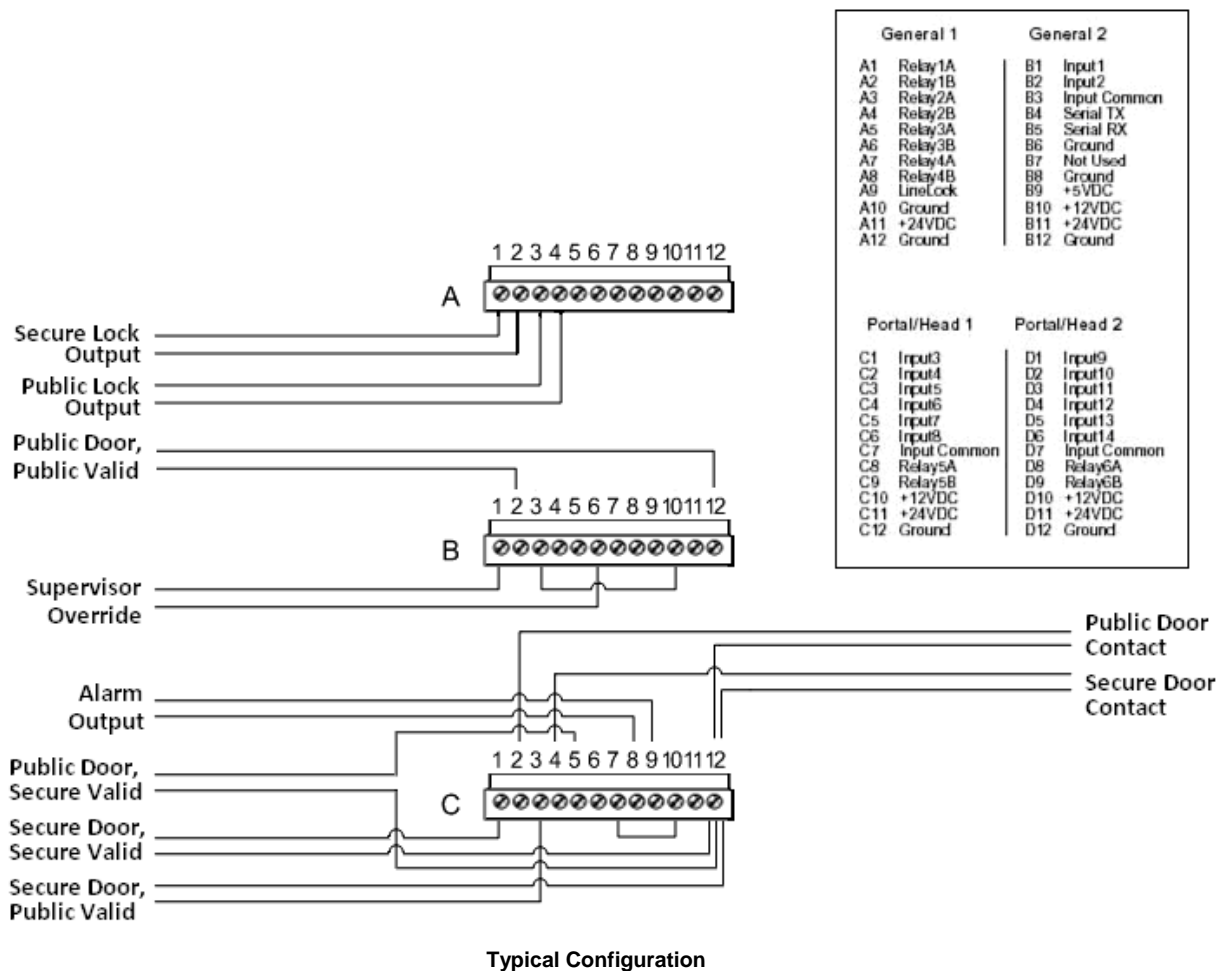 General 1 General 2
A1 Relay1A B1 Input1
A2 Relay1B B2 Input2
A3 Relay2A B3 Input Common
A4 Relay2B B4 Serial TX
A5 Relay3A B5 Serial RX
A6 Relay3B B6 Ground
A7 Relay4A B7 Not Used
A8 Relay4B B8 Ground
A9 LineLock B9 +5VDC
A10 Ground B10 +12VDC
A11 +24VDC B11 +24VDC
A12 Ground B12 Ground
Portal/Head 1 Portal/Head 2
C1 Input3 D1 Input9
C2 Input4 D2 Input10
C3 Input5 D3 Input11
C4 Input6 D4 Input12
C5 Input7 D5 Input13
C6 Input8 D6 Input14
C7 Input Common D7 Input Common
C8 Relay5A D8 Relay6A
C9 Relay5B D9 Relay6B
C10 +12VDC D10 +12VDC
C11 +24VDC D11 +24VDC
C12 Ground D12 Ground
1 2 3 4 5 6 7 8 9 10 11 12
A
Secure Lock
Output
Public Lock
Output
Public Door,
Public Valid
1 2 3 4 5 6 7 8 9 10 11 12
B
Supervisor
Override
Public Door
Contact
Secure Door
Contact
Alarm
Output
1 2 3 4 5 6 7 8 9 10 11 12
C
Public Door,
Secure Valid
Secure Door,
Secure Valid
Secure Door,
Public Valid
Typical Configuration